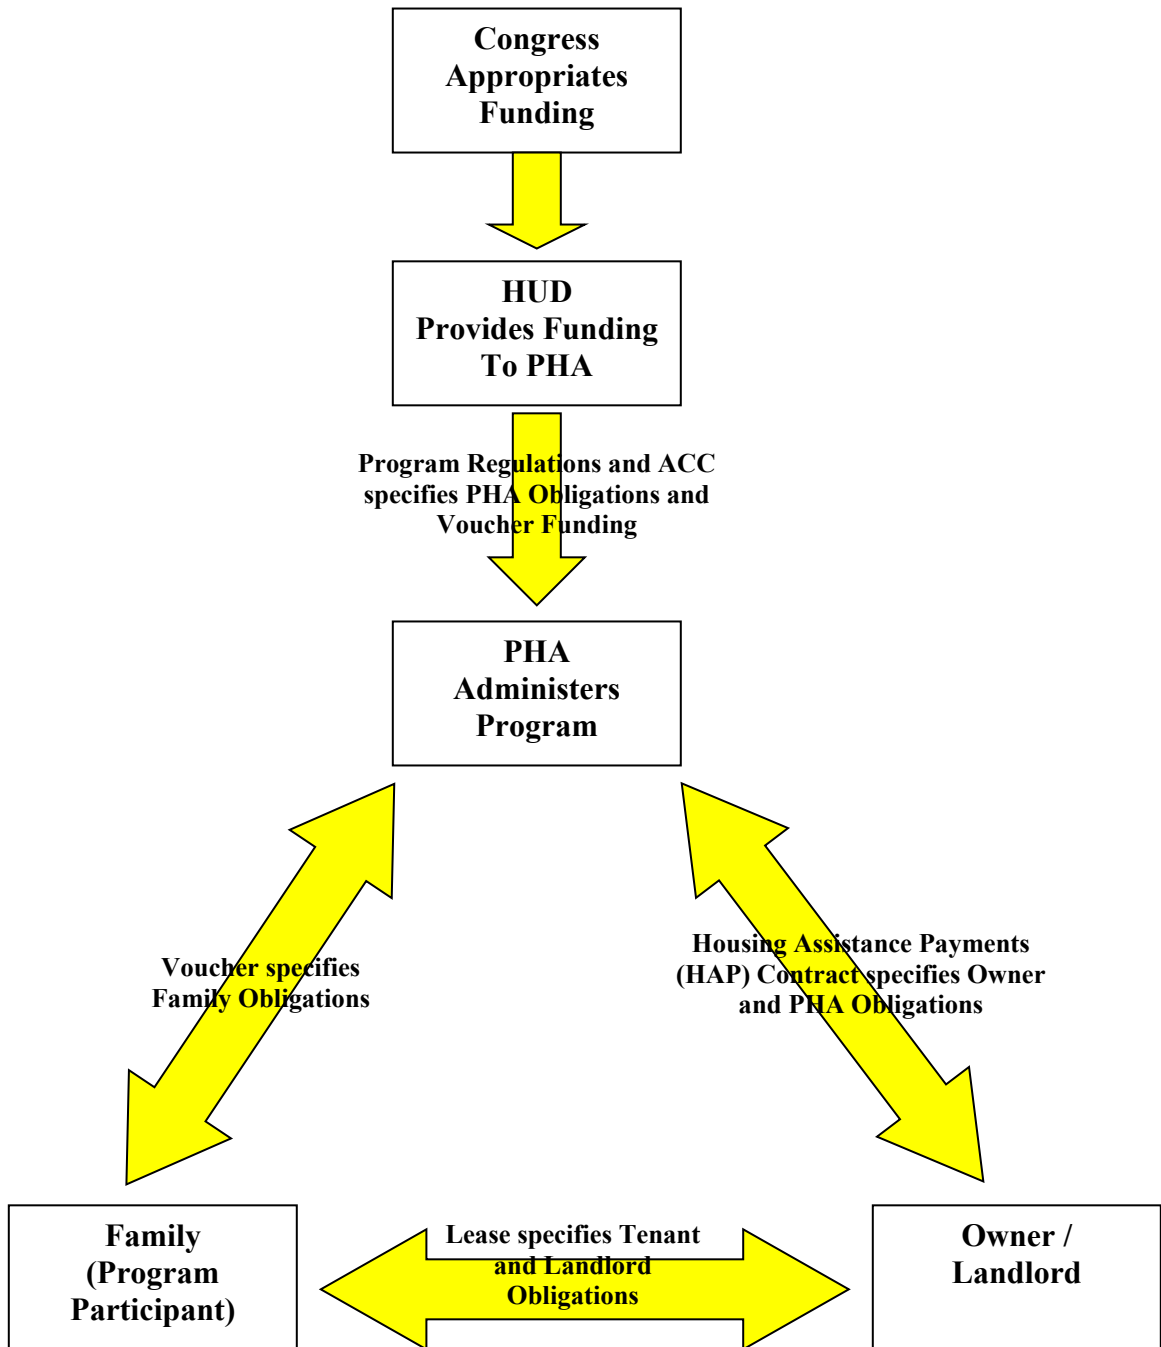 Congress
Appropriates
Funding
HUD
Provides Funding
To PHA
Program Regulations and ACC
specifies PHA Obligations and
Voucher Funding
PHA
Administers
Program
Voucher specifies
Family Obligations
Housing Assistance Payments
(HAP) Contract specifies Owner
and PHA Obligations
Family
(Program
Participant)
Lease specifies Tenant
and Landlord
Obligations
Owner /
Landlord